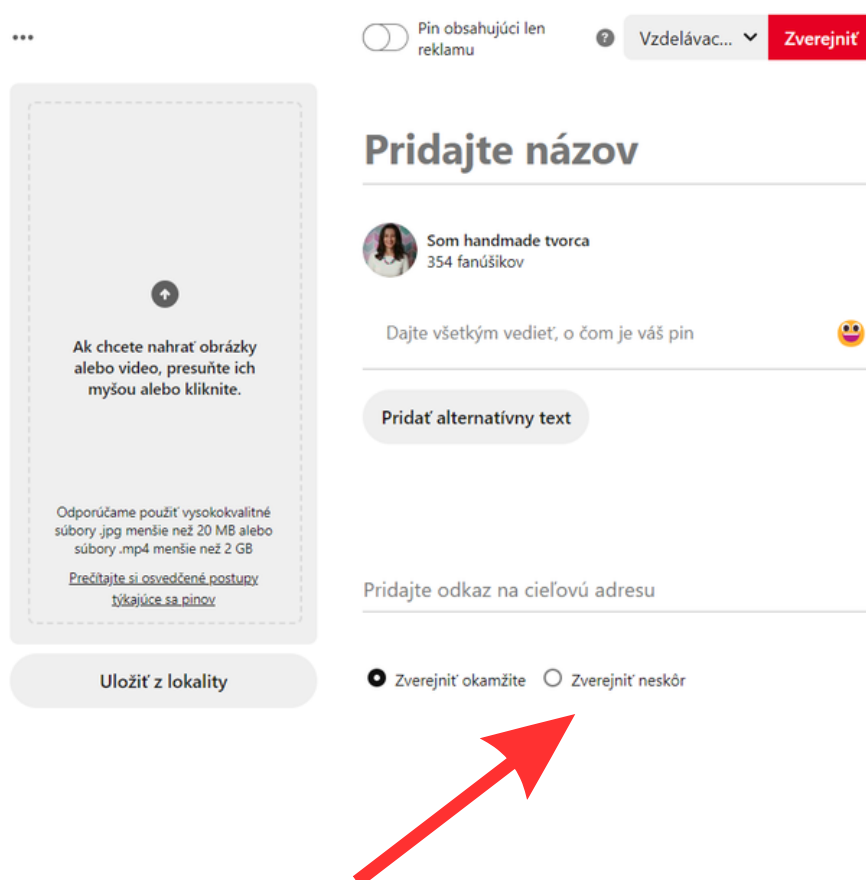 Pin obsahujúci len
reklamu
?
Vzdelávac...
Zverejniť
Pridajte názov
Som handmade tvorca
354 fanúšikov
Dajte všetkým vedieť, o čom je váš pin
Pridať alternatívny text
Ak chcete nahrať obrázky
alebo video, presuňte ich
myšou alebo kliknite.
Odporúčame použiť vysokokvalitné
súbory .jpg menšie než 20 MB alebo
súbory .mp4 menšie než 2 GB
Prečítajte si osvedčené postupy
týkajúce sa pinov
Uložiť z lokality
Pridajte odkaz na cieľovú adresu
Zverejniť okamžite
Zverejniť neskôr